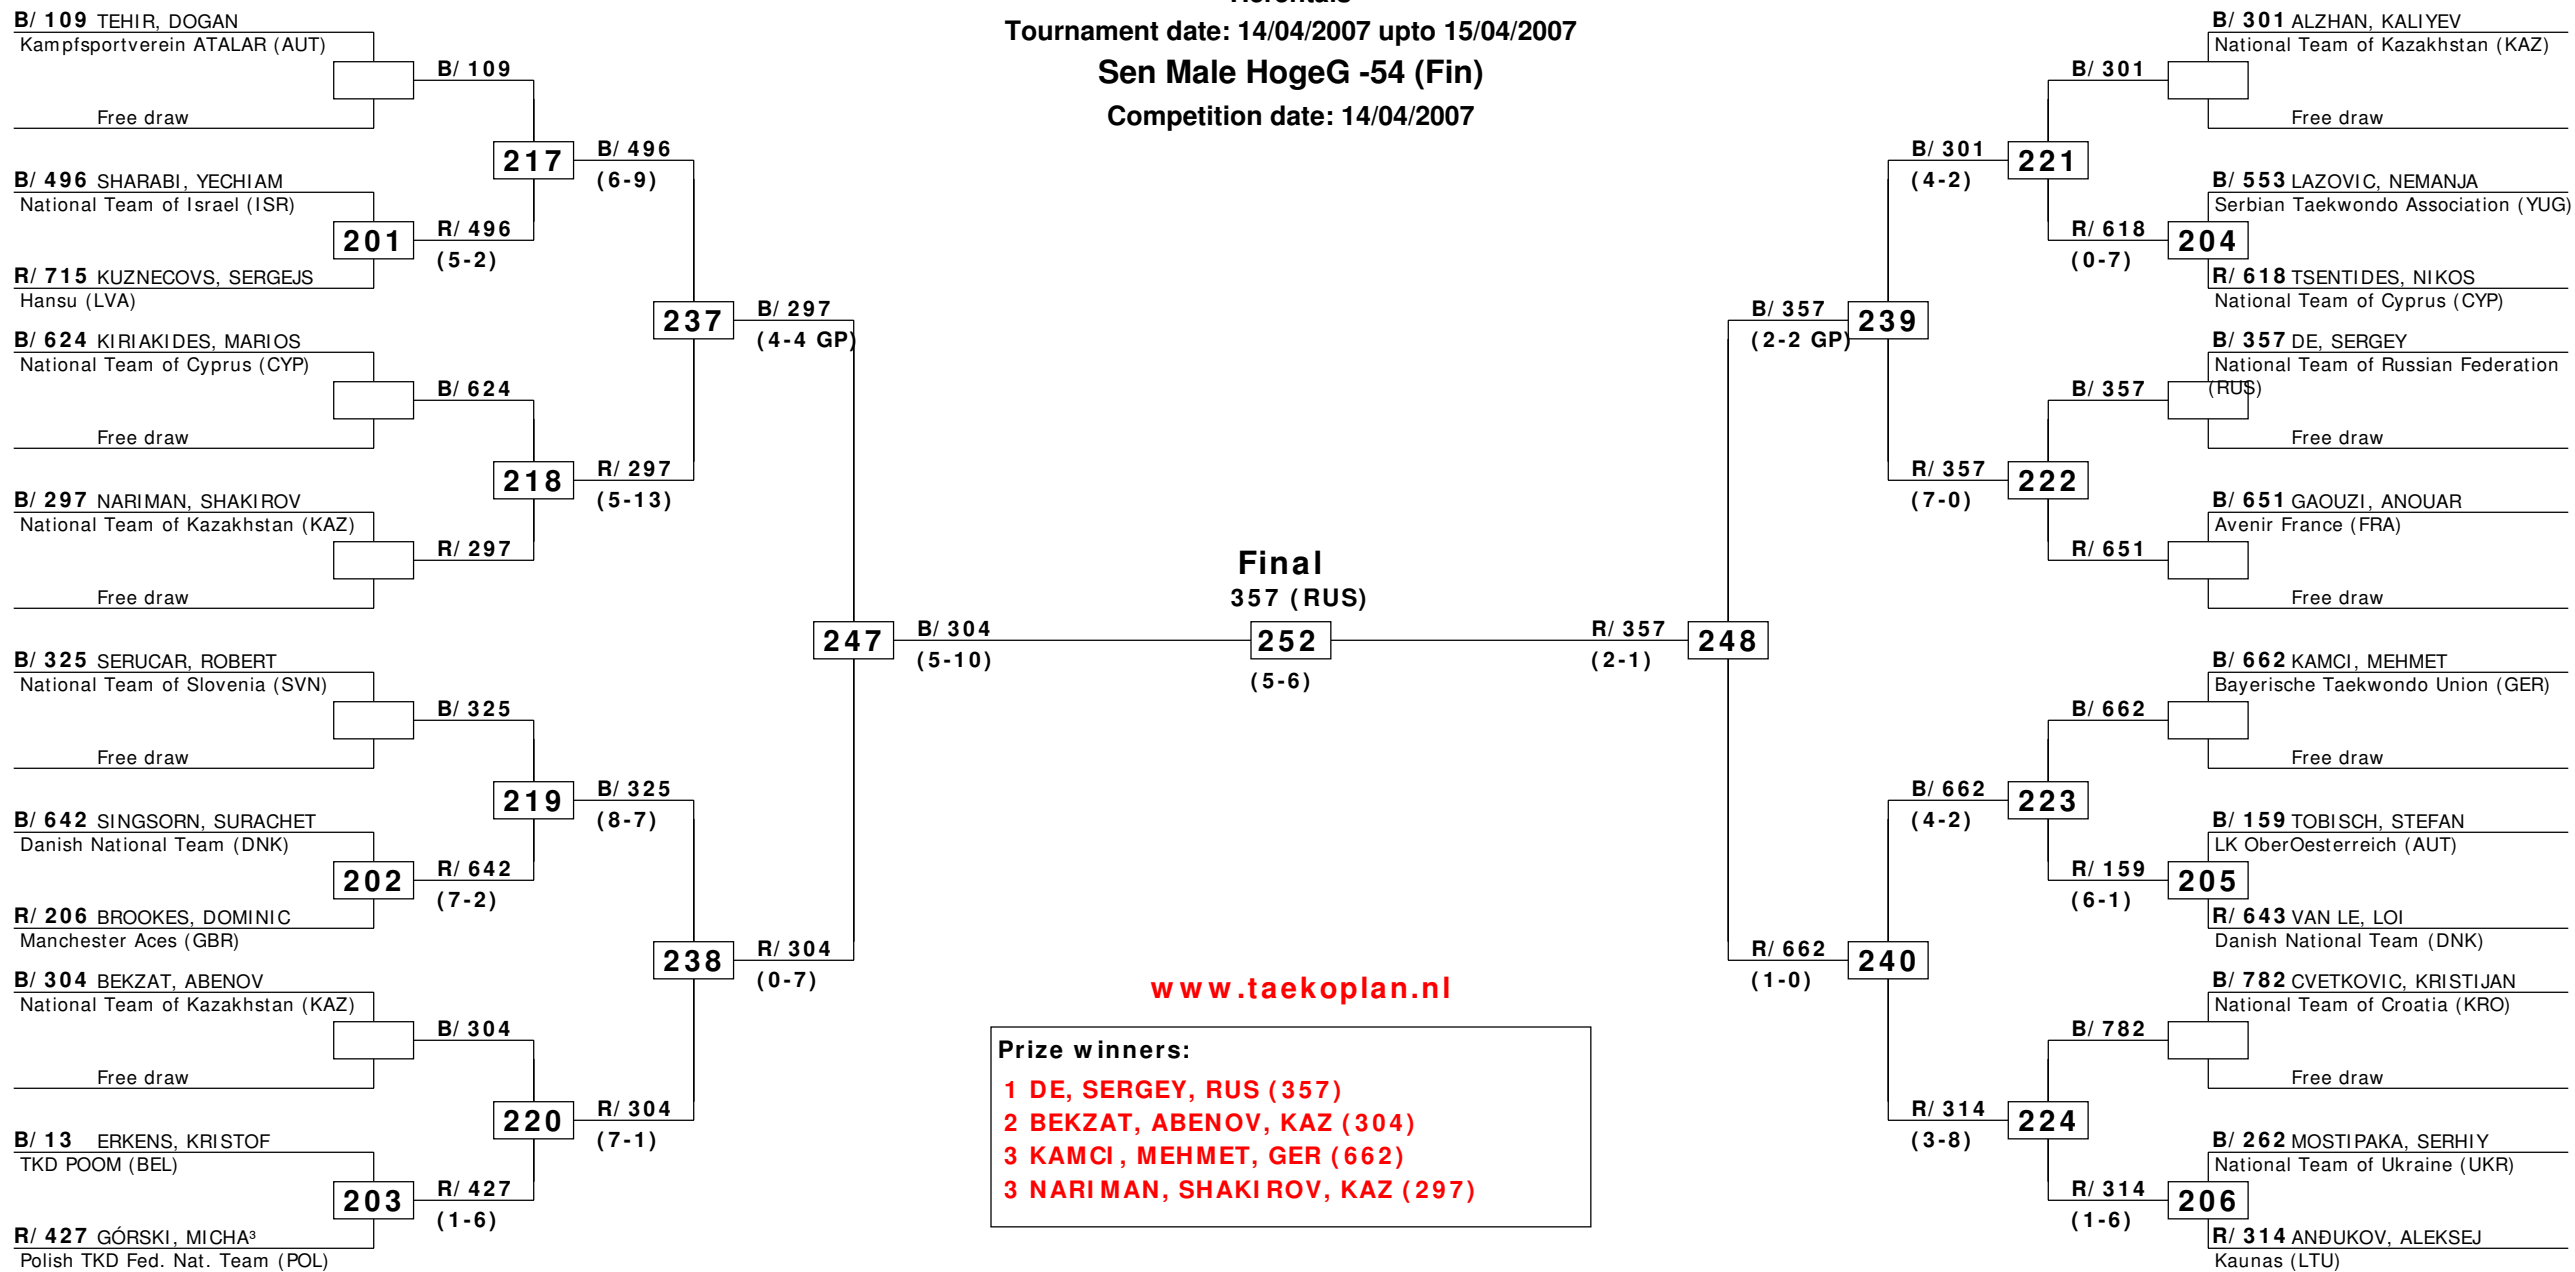 Tournament date: 14/04/2007 upto 15/04/2007
Sen Male HogeG -54 (Fin)
Competition date: 14/04/2007
B/ 109 TEHIR, DOGAN
Kampfsportverein ATALAR (AUT)
B/ 109
Free draw
217
B/ 496
(6-9)
B/ 496 SHARABI, YECHIAM
National Team of Israel (ISR)
201
R/ 496
(5-2)
R/ 715 KUZNECOVS, SERGEJS
Hansu (LVA)
237
B/ 297
(4-4 GP)
B/ 624 KIRIAKIDES, MARIOS
National Team of Cyprus (CYP)
B/ 624
Free draw
218
R/ 297
(5-13)
B/ 297 NARIMAN, SHAKIROV
National Team of Kazakhstan (KAZ)
R/ 297
Free draw
247
B/ 304
(5-10)
B/ 325 SERUCAR, ROBERT
National Team of Slovenia (SVN)
B/ 325
Free draw
219
B/ 325
(8-7)
B/ 642 SINGSORN, SURACHET
Danish National Team (DNK)
202
R/ 642
(7-2)
R/ 206 BROOKES, DOMINIC
Manchester Aces (GBR)
238
R/ 304
(0-7)
B/ 304 BEKZAT, ABENOV
National Team of Kazakhstan (KAZ)
B/ 304
Free draw
220
R/ 304
(7-1)
B/ 13 ERKENS, KRISTOF
TKD POOM (BEL)
203
R/ 427
(1-6)
R/ 427 GÓRSKI, MICHA³
Polish TKD Fed. Nat. Team (POL)
Final
357 (RUS)
252
(5-6)
B/ 301 ALZHAN, KALIYEV
National Team of Kazakhstan (KAZ)
B/ 301
Free draw
B/ 301
(4-2)
221
B/ 553 LAZOVIC, NEMANJA
Serbian Taekwondo Association (YUG)
R/ 618
(0-7)
204
R/ 618 TSENTIDES, NIKOS
National Team of Cyprus (CYP)
B/ 357
(2-2 GP)
239
B/ 357 DE, SERGEY
National Team of Russian Federation
(RUS)
B/ 357
Free draw
R/ 357
(7-0)
222
B/ 651 GAOUZI, ANOUAR
Avenir France (FRA)
R/ 651
Free draw
R/ 357
(2-1)
248
B/ 662 KAMCI, MEHMET
Bayerische Taekwondo Union (GER)
B/ 662
Free draw
B/ 662
(4-2)
223
B/ 159 TOBISCH, STEFAN
LK OberOesterreich (AUT)
R/ 159
(6-1)
205
R/ 643 VAN LE, LOI
Danish National Team (DNK)
R/ 662
(1-0)
240
B/ 782 CVETKOVIC, KRISTIJAN
National Team of Croatia (KRO)
B/ 782
Free draw
R/ 314
(3-8)
224
B/ 262 MOSTIPAKA, SERHIY
National Team of Ukraine (UKR)
R/ 314
(1-6)
206
R/ 314 ANÐUKOV, ALEKSEJ
Kaunas (LTU)
www.taekoplan.nl
Prize winners:
1 DE, SERGEY, RUS (357)
2 BEKZAT, ABENOV, KAZ (304)
3 KAMCI, MEHMET, GER (662)
3 NARIMAN, SHAKIROV, KAZ (297)